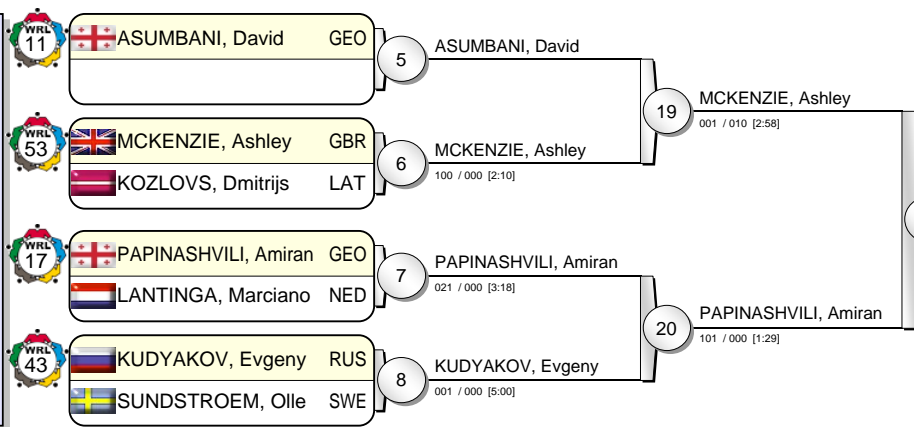 WRL
11
ASUMBANI, David GEO
5
ASUMBANI, David
WRL
53
MCKENZIE, Ashley GBR
KOZLOVS, Dmitrijs LAT
6
MCKENZIE, Ashley
100 / 000 [2:10]
19
MCKENZIE, Ashley
001 / 010 [2:58]
WRL
17
PAPINASHVILI, Amiran GEO
LANTINGA, Marciano NED
7
PAPINASHVILI, Amiran
021 / 000 [3:18]
WRL
43
KUDYAKOV, Evgeny RUS
SUNDSTROEM, Olle SWE
8
KUDYAKOV, Evgeny
001 / 000 [5:00]
20
PAPINASHVILI, Amiran
101 / 000 [1:29]